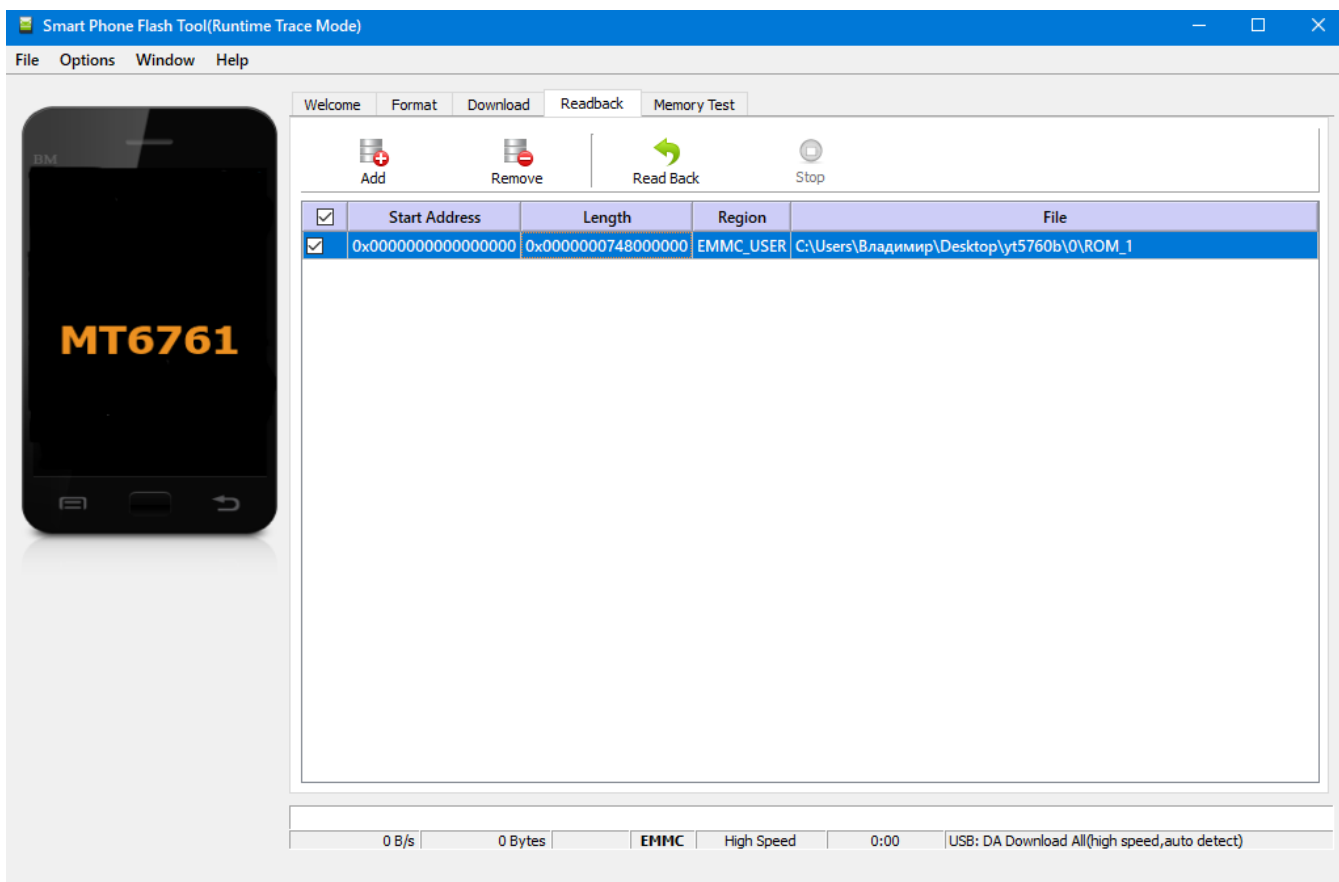 Smart Phone Flash Tool(Runtime Trace Mode)
File Options Window Help
Welcome Format Download Readback Memory Test
BM
Add Remove Read Back Stop
Start Address Length Region File
0x0000000000000000 0x0000000748000000 EMMC_USER C:\Users\Владимир\Desktop\yt5760b\0\ROM_1
MT6761
0 B/s 0 Bytes EMMC High Speed 0:00 USB: DA Download All(high speed,auto detect)